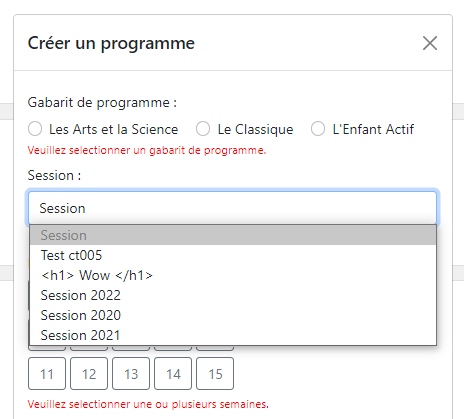 Créer un programme
Gabarit de programme :
Les Arts et la Science Le Classique L'Enfant Actif
Veuillez selectionner un gabarit de programme.
Session :
Session
Session
Test ct005
<h1> Wow </h1>
Session 2022
Session 2020
Session 2021
11 12 13 14 15
Veuillez selectionner une ou plusieurs semaines.